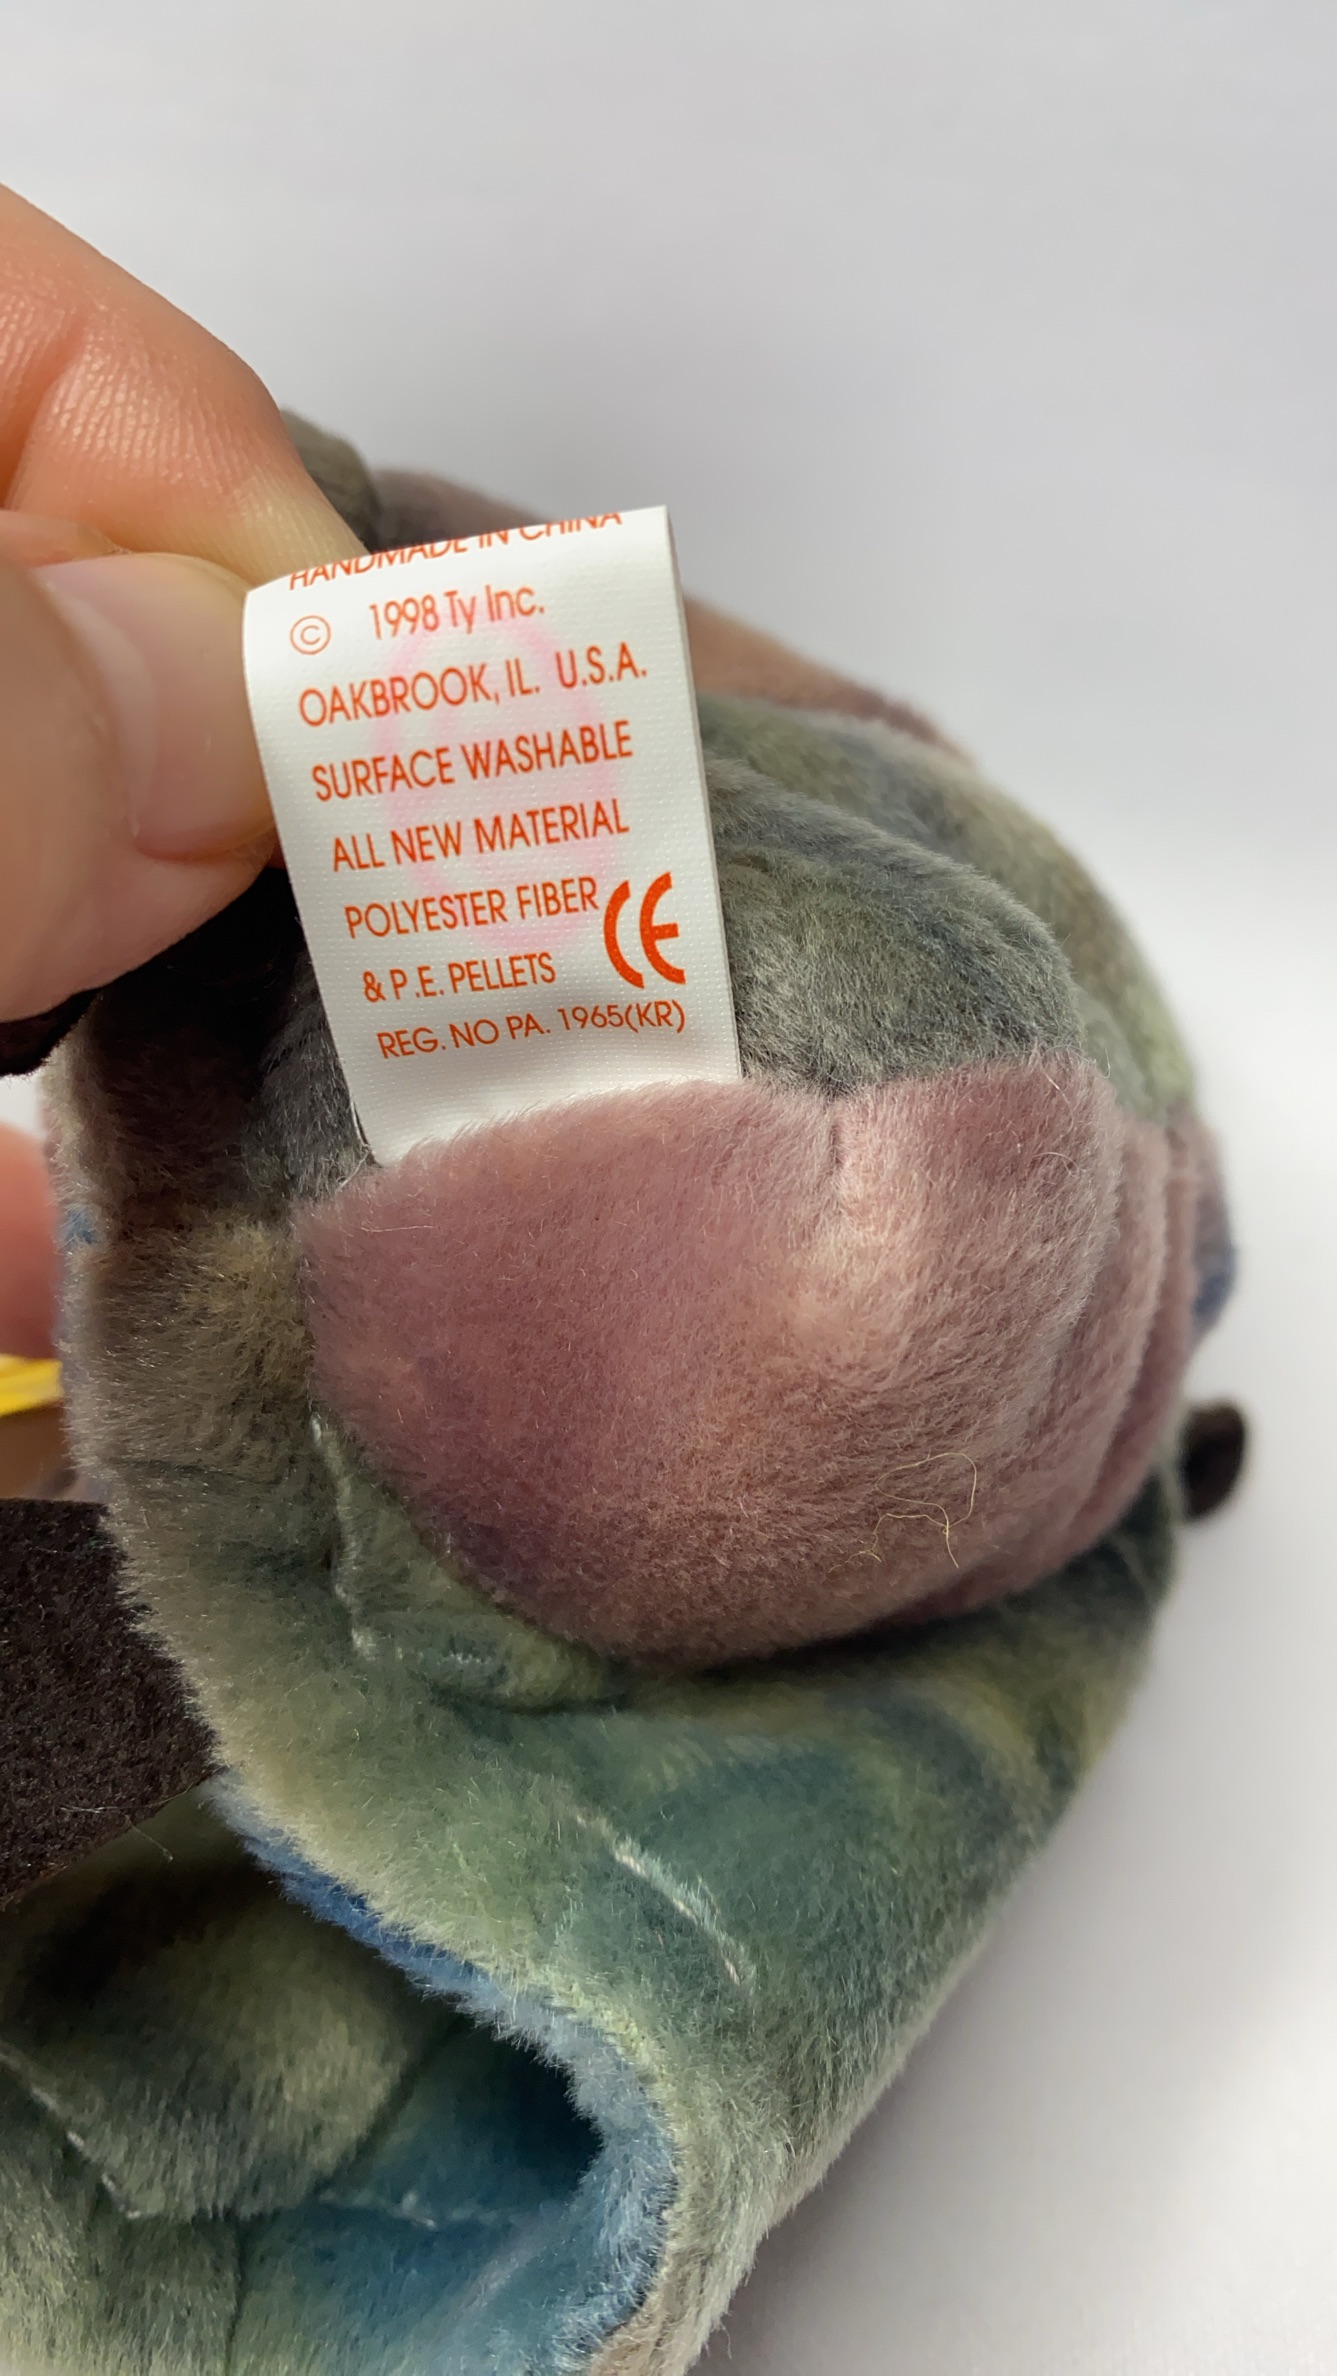 HANDMADE IN CHINA
© 1998 Ty Inc.
OAKBROOK, IL. U.S.A.
SURFACE WASHABLE
ALL NEW MATERIAL
POLYESTER FIBER
& P.E. PELLETS CE
REG. NO PA. 1965(KR)